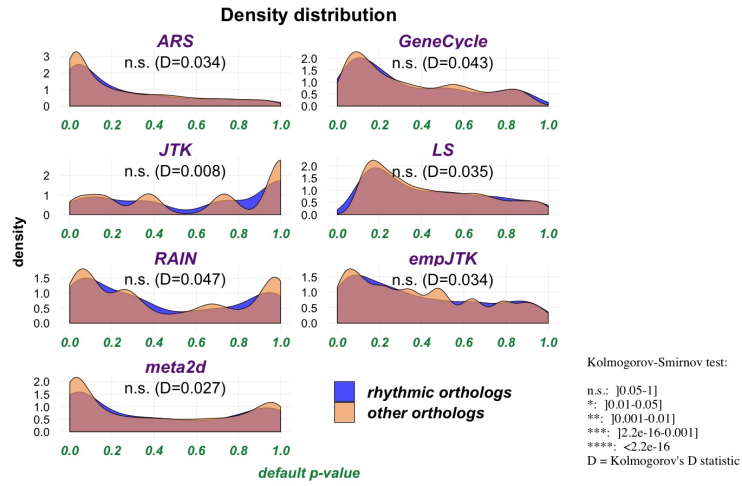 Density distribution
ARS
n.s. (D=0.034)
3
2
1
0
0.0 0.2 0.4 0.6 0.8 1.0
GeneCycle
n.s. (D=0.043)
2.0
1.5
1.0
0.5
0.0
0.0 0.2 0.4 0.6 0.8 1.0
JTK
n.s. (D=0.008)
2
1
0
0.0 0.2 0.4 0.6 0.8 1.0
LS
n.s. (D=0.035)
2.0
1.5
1.0
0.5
0.0
0.0 0.2 0.4 0.6 0.8 1.0
density
RAIN
n.s. (D=0.047)
1.5
1.0
0.5
0.0
0.0 0.2 0.4 0.6 0.8 1.0
empJTK
n.s. (D=0.034)
1.5
1.0
0.5
0.0
0.0 0.2 0.4 0.6 0.8 1.0
meta2d
n.s. (D=0.027)
2.0
1.5
1.0
0.5
0.0
0.0 0.2 0.4 0.6 0.8 1.0
default p-value
rhythmic orthologs
other orthologs
Kolmogorov-Smirnov test:
n.s.: ]0.05-1]
*: ]0.01-0.05]
**: ]0.001-0.01]
***: ]2.2e-16-0.001]
****: <2.2e-16
D = Kolmogorov's D statistic